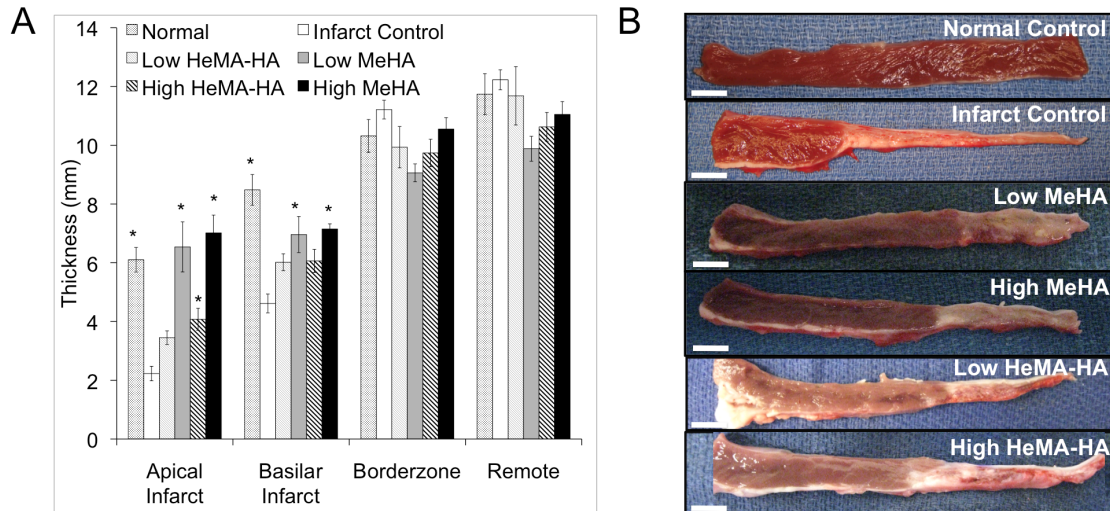 A
14
12
10
8
6
4
2
0
Thickness (mm)
Normal
Infarct Control
Low HeMA-HA
Low MeHA
High HeMA-HA
High MeHA
*
*
*
*
*
*
*
Apical
Infarct
Basilar
Infarct
Borderzone
Remote
B
Normal Control
Infarct Control
Low MeHA
High MeHA
Low HeMA-HA
High HeMA-HA